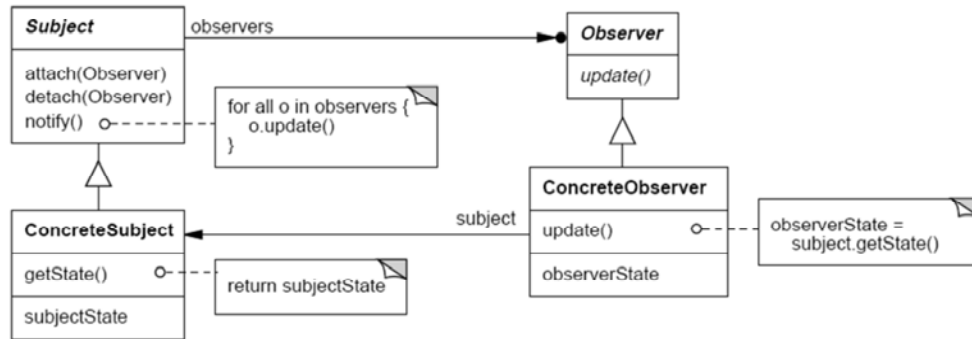 Subject
observers
Observer
attach(Observer)
detach(Observer)
notify()
for all o in observers {
o.update()
}
update()
ConcreteSubject
getState()
subjectState
return subjectState
subject
ConcreteObserver
update()
observerState
observerState =
subject.getState()